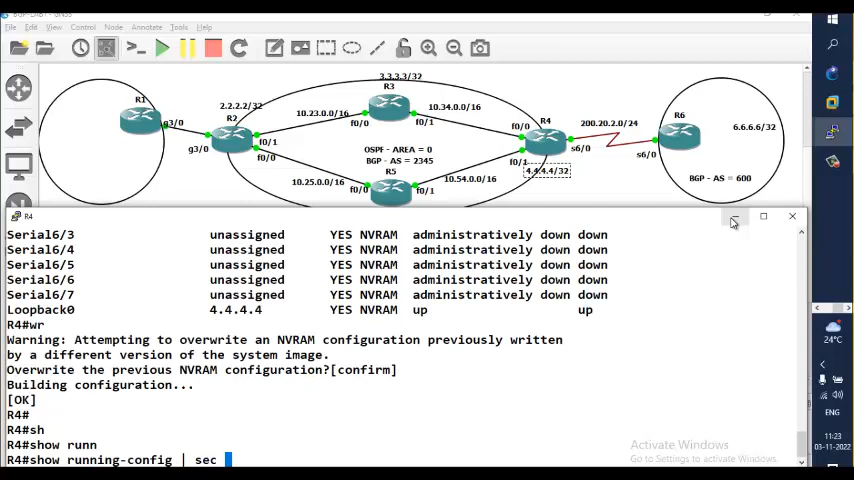 BGP-LAB1 - GNS3
File Edit View Control Node Annotate Tools Help
R1
g3/0
2.2.2.2/32
R2
g3/0
f0/1
f0/0
3.3.3.3/32
R3
10.23.0.0/16
10.34.0.0/16
f0/0
f0/1
OSPF - AREA = 0
BGP - AS = 2345
R5
10.25.0.0/16
10.54.0.0/16
f0/0
f0/1
R4
f0/0
f0/1
s6/0
4.4.4.4/32
200.20.2.0/24
R6
s6/0
6.6.6.6/32
BGP - AS = 600
R4
Serial6/3 unassigned YES NVRAM administratively down down
Serial6/4 unassigned YES NVRAM administratively down down
Serial6/5 unassigned YES NVRAM administratively down down
Serial6/6 unassigned YES NVRAM administratively down down
Serial6/7 unassigned YES NVRAM administratively down down
Loopback0 4.4.4.4 YES NVRAM up up
R4#wr
Warning: Attempting to overwrite an NVRAM configuration previously written
by a different version of the system image.
Overwrite the previous NVRAM configuration?[confirm]
Building configuration...
[OK]
R4#
R4#sh
R4#show runn
R4#show running-config | sec
Activate Windows
Go to Settings to activate Windows.
24°C
ENG
11:23
03-11-2022